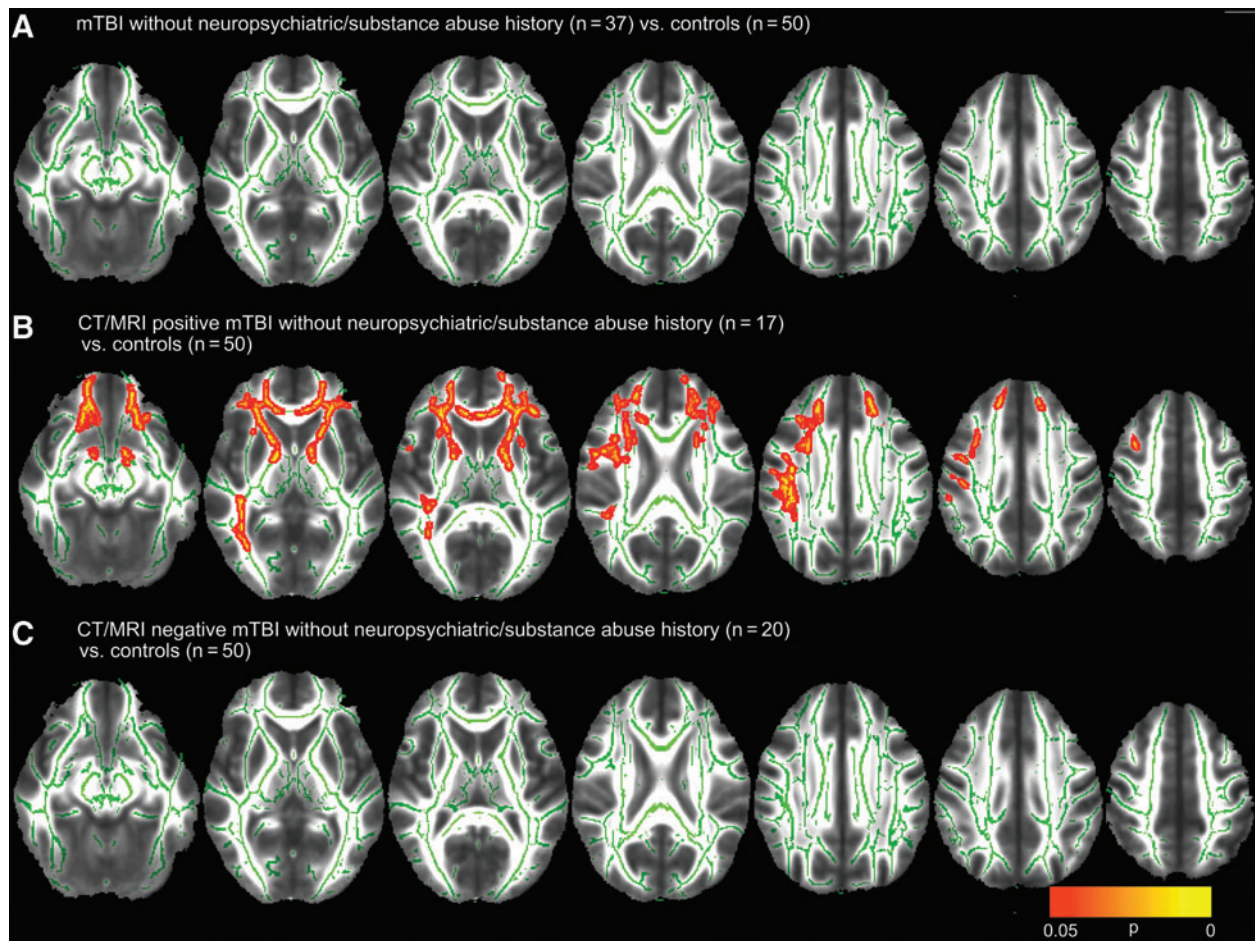 A mTBI without neuropsychiatric/substance abuse history (n = 37) vs. controls (n = 50)
B CT/MRI positive mTBI without neuropsychiatric/substance abuse history (n = 17)
vs. controls (n = 50)
C CT/MRI negative mTBI without neuropsychiatric/substance abuse history (n = 20)
vs. controls (n = 50)
0.05 p 0